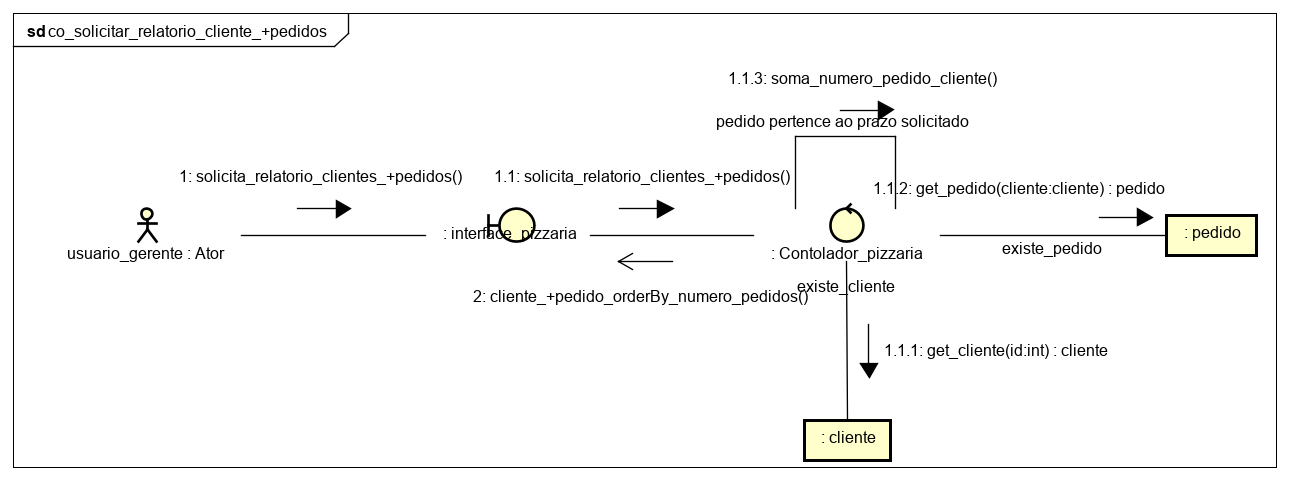 sd co_solicitar_relatorio_cliente_+pedidos
1.1.3: soma_numero_pedido_cliente()
pedido pertence ao prazo solicitado
1: solicita_relatorio_clientes_+pedidos()
1.1: solicita_relatorio_clientes_+pedidos()
1.1.2: get_pedido(cliente:cliente) : pedido
: interface_pizzaria
: pedido
usuario_gerente : Ator
: Contolador_pizzaria
existe_pedido
existe_cliente
2: cliente_+pedido_orderBy_numero_pedidos()
1.1.1: get_cliente(id:int) : cliente
: cliente